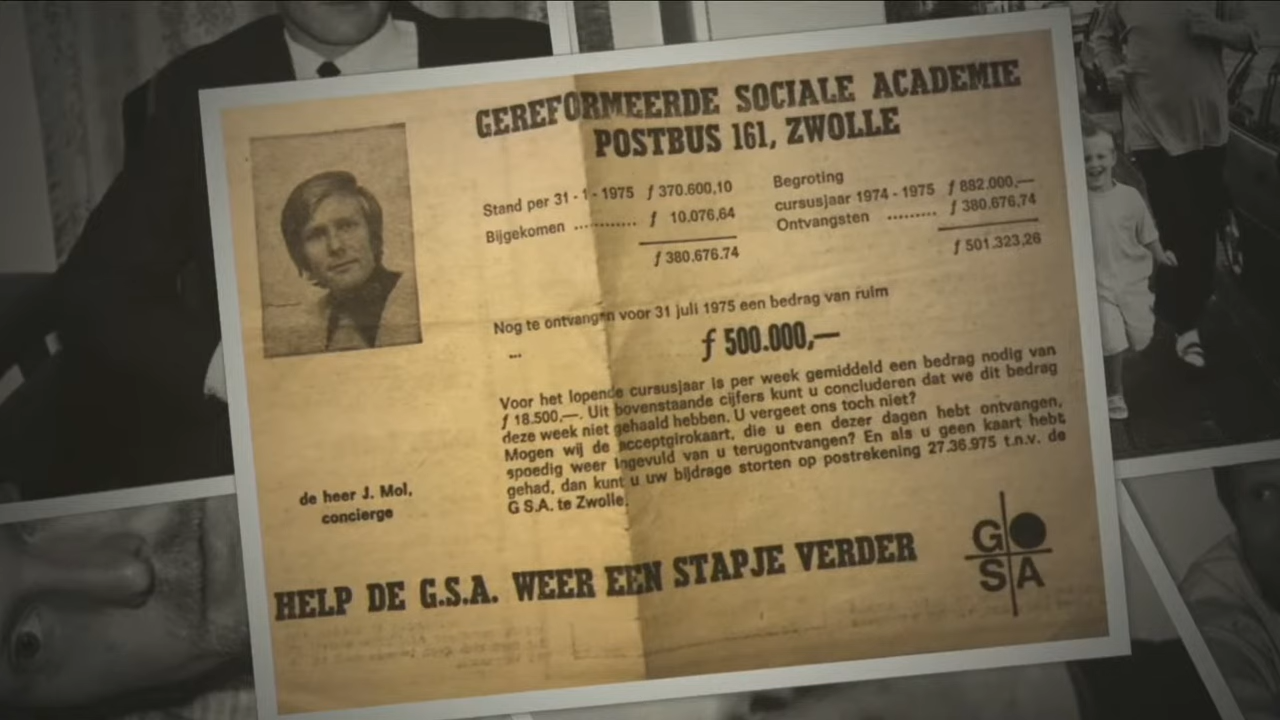 GEREFORMEERDE SOCIALE ACADEMIE
POSTBUS 161, ZWOLLE
Stand per 31 - 1 - 1975 ƒ 370.600,10
Bijgekomen ............ ƒ 10.076,64
ƒ 380.676.74
Begroting
cursusjaar 1974 - 1975 ƒ 882.000,—
Ontvangsten ......... ƒ 380.676,74
ƒ 501.323,26
Nog te ontvangen voor 31 juli 1975 een bedrag van ruim
ƒ 500.000,—
...
Voor het lopende cursusjaar is per week gemiddeld een bedrag nodig van
ƒ 18.500,—. Uit bovenstaande cijfers kunt u concluderen dat we dit bedrag
deze week niet gehaald hebben. U vergeet ons toch niet?
Mogen wij de acceptgirokaart, die u een dezer dagen hebt ontvangen,
spoedig weer ingevuld van u terugontvangen? En als u geen kaart hebt
gehad, dan kunt u uw bijdrage storten op postrekening 27.36.975 t.n.v. de
G S.A. te Zwolle.
de heer J. Mol,
concierge
HELP DE G.S.A. WEER EEN STAPJE VERDER
G
S A